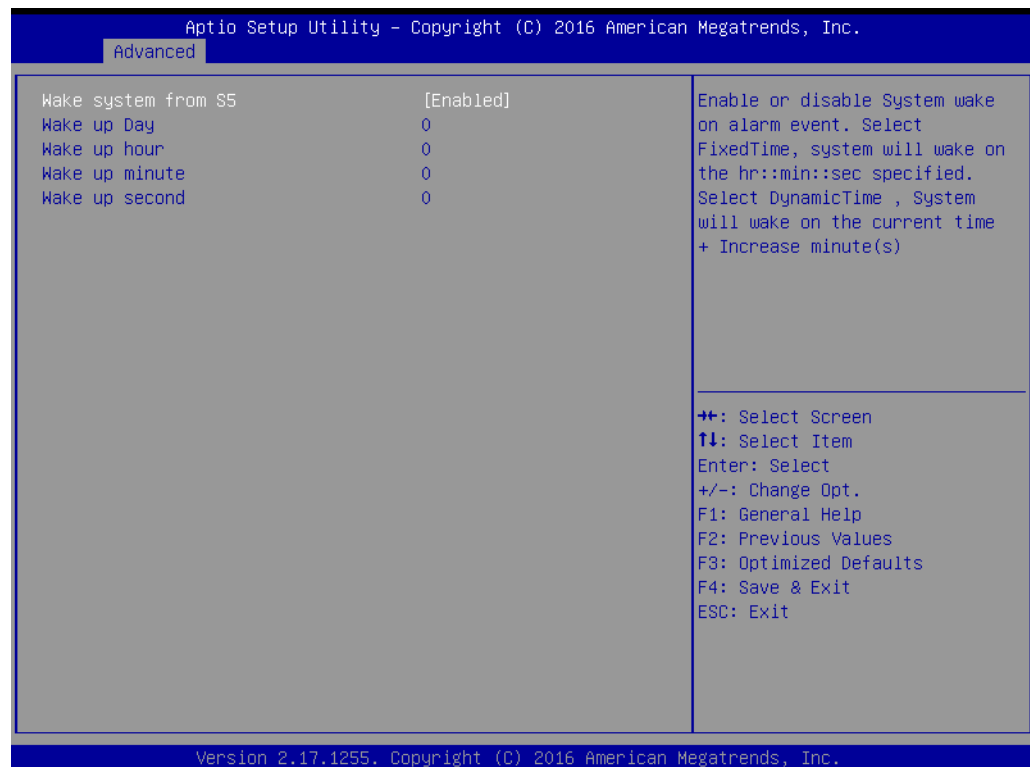 Aptio Setup Utility – Copyright (C) 2016 American Megatrends, Inc.
Advanced
Wake system from S5 [Enabled]
Wake up Day 0
Wake up hour 0
Wake up minute 0
Wake up second 0
Enable or disable System wake
on alarm event. Select
FixedTime, system will wake on
the hr::min::sec specified.
Select DynamicTime , System
will wake on the current time
+ Increase minute(s)
→←: Select Screen
↑↓: Select Item
Enter: Select
+/-: Change Opt.
F1: General Help
F2: Previous Values
F3: Optimized Defaults
F4: Save & Exit
ESC: Exit
Version 2.17.1255. Copyright (C) 2016 American Megatrends, Inc.